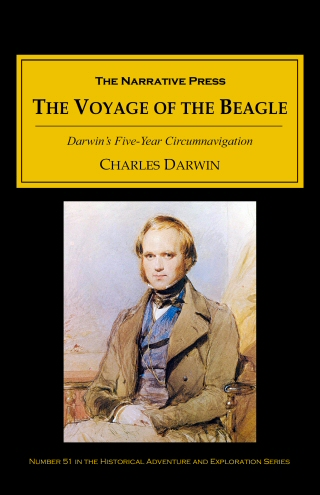 The Narrative Press
The Voyage of the Beagle
Darwin's Five-Year Circumnavigation
Charles Darwin
Number 51 in the Historical Adventure and Exploration Series